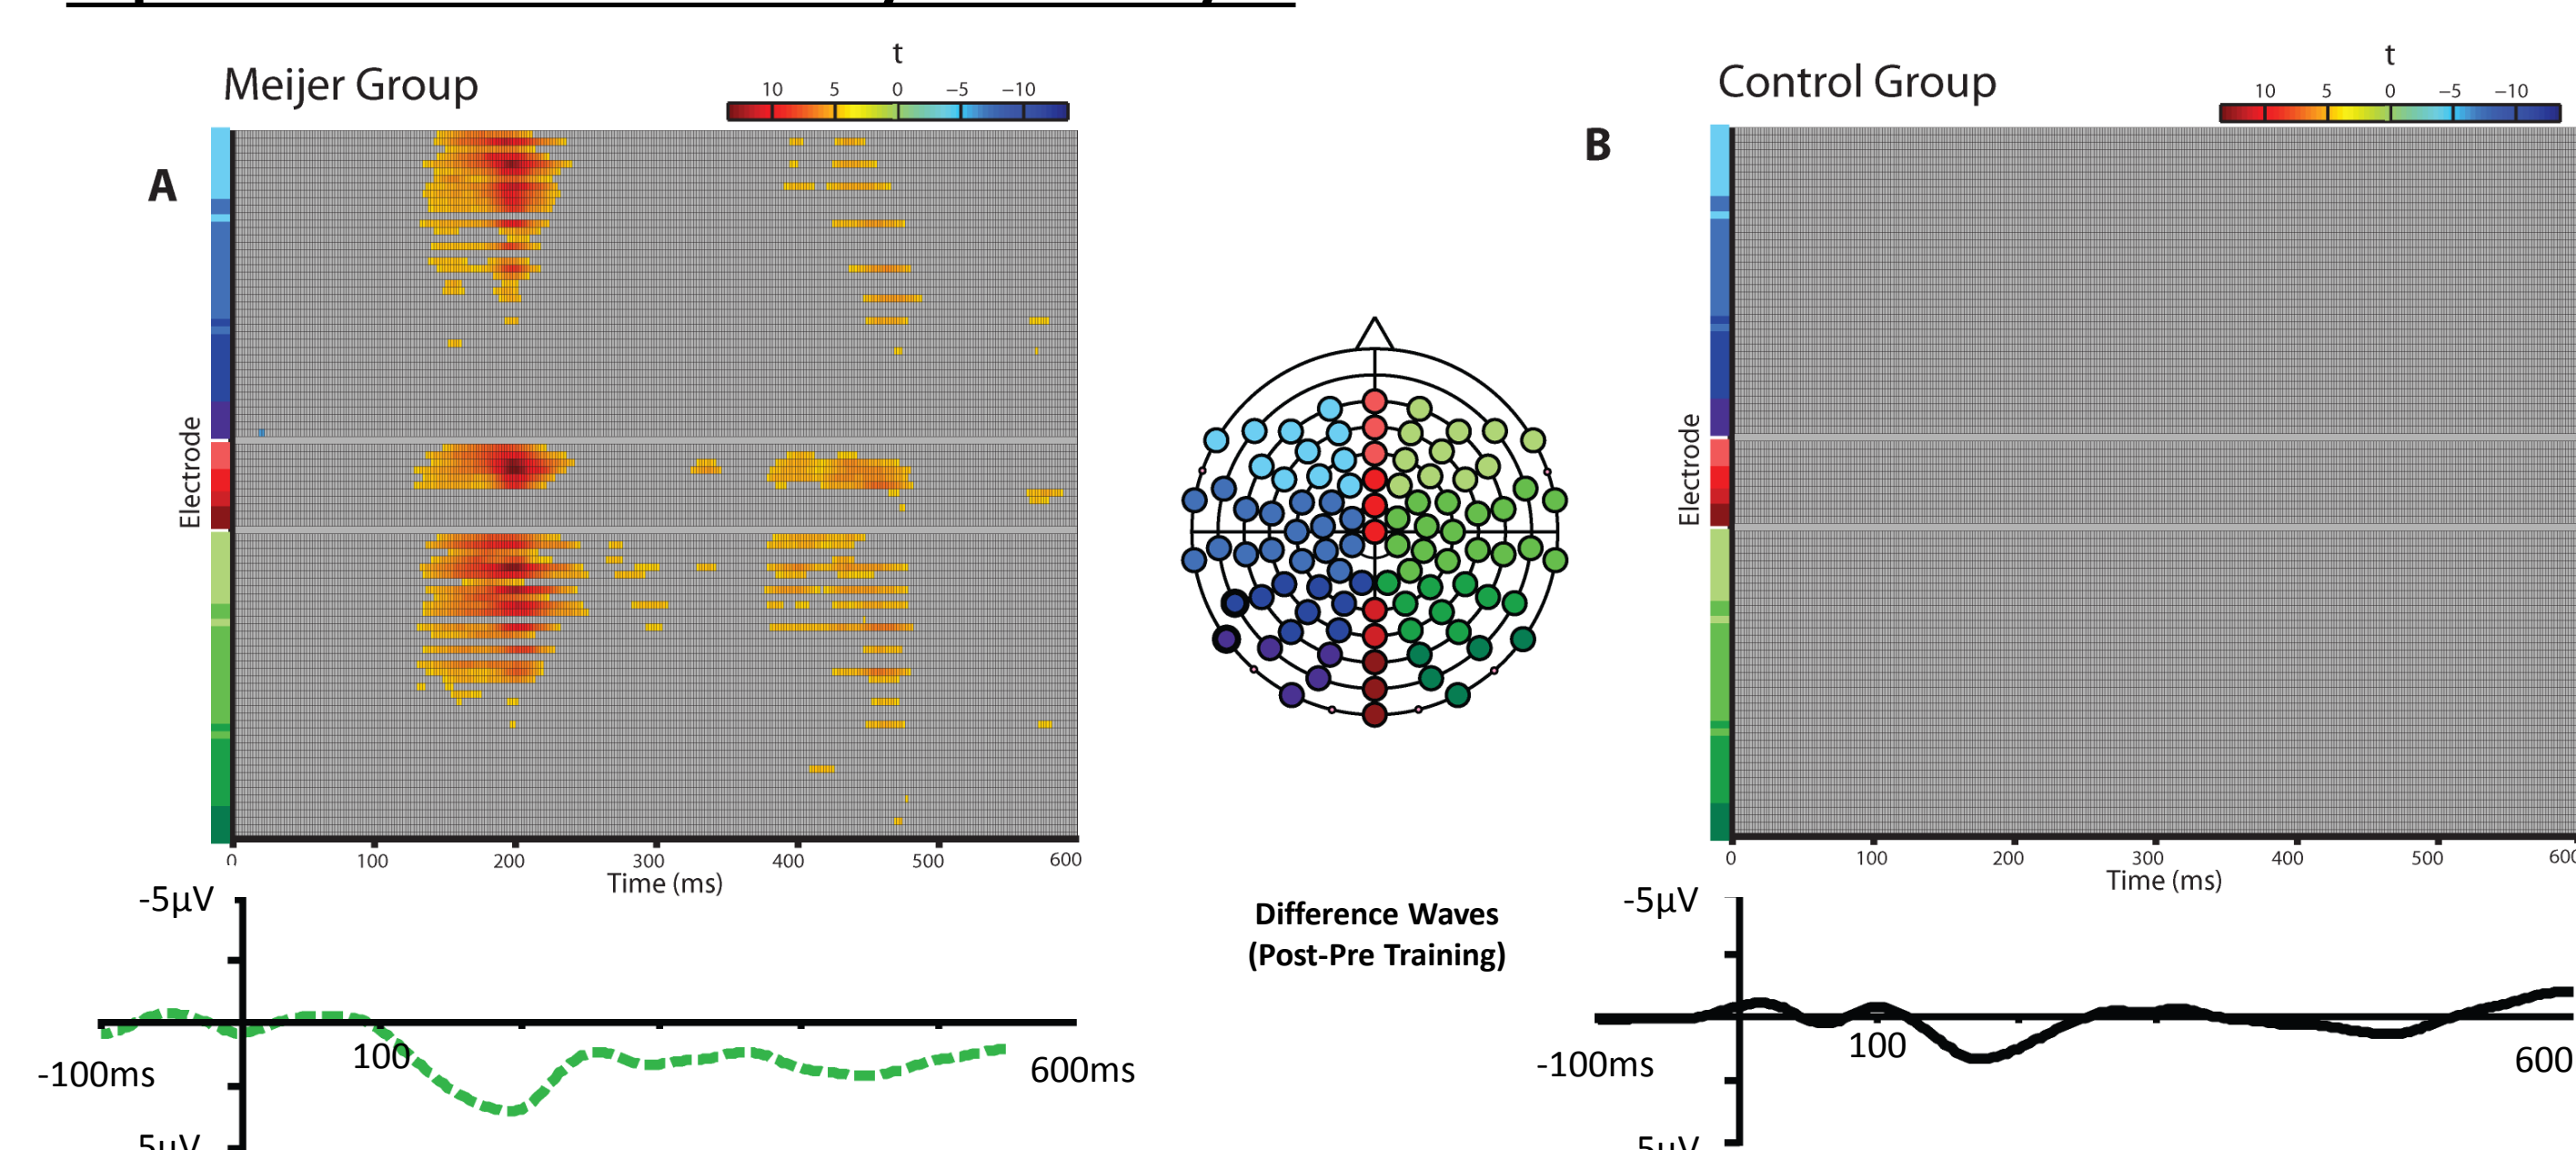 Meijer Group
t
10 5 0 −5 −10
A
Electrode
0 100 200 300 400 500 600
Time (ms)
-5µV
100
-100ms
600ms
5µV
Difference Waves
(Post-Pre Training)
Control Group
t
10 5 0 −5 −10
B
Electrode
0 100 200 300 400 500 600
Time (ms)
-5µV
100
-100ms
600
5µV